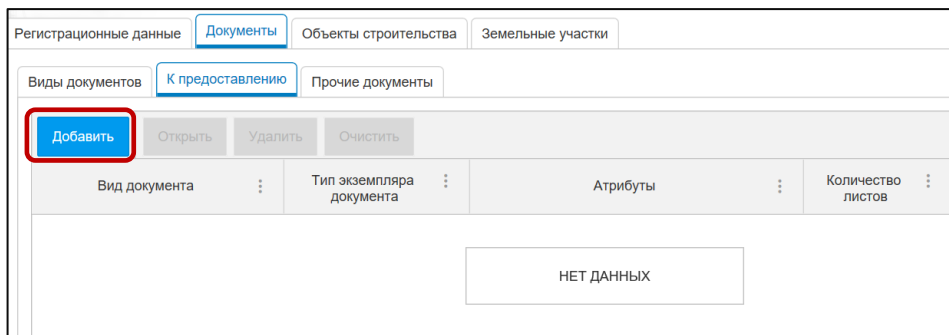 Регистрационные данные Документы Объекты строительства Земельные участки
Виды документов К предоставлению Прочие документы
Добавить Открыть Удалить Очистить
Вид документа Тип экземпляра документа Атрибуты Количество листов
НЕТ ДАННЫХ